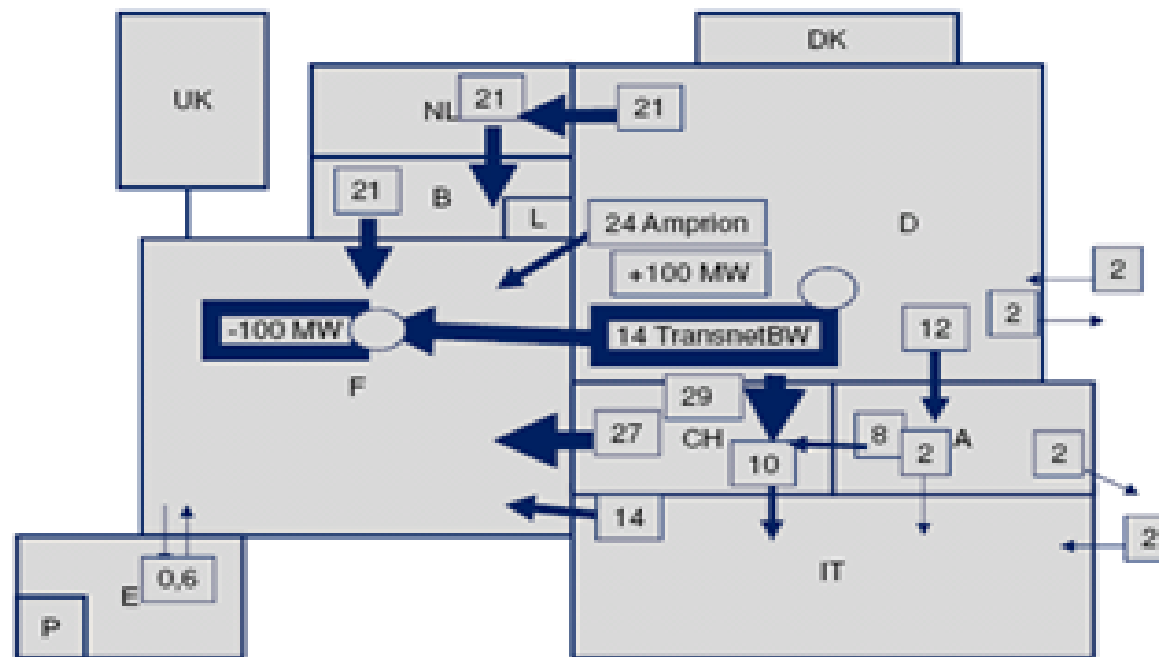 DK
UK
21
NL
21
21
B
L
24 Amprion
D
+100 MW
2
2
-100 MW
14 TransnetBW
12
F
29
27
CH
8
A
10
2
2
14
2
IT
0,6
E
P